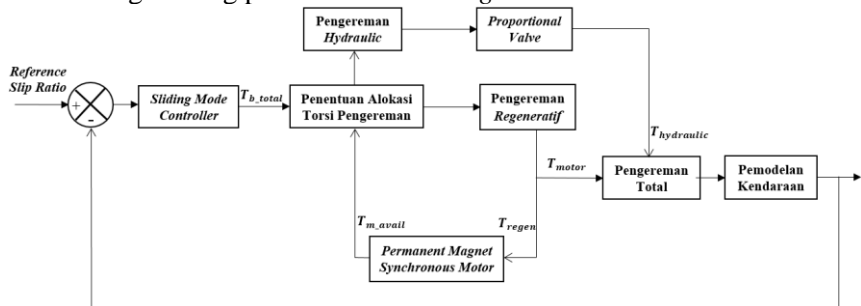 Pengereman
Hydraulic
Proportional
Valve
Reference
Slip Ratio
+
-
Sliding Mode
Controller
T_b_total
Penentuan Alokasi
Torsi Pengereman
Pengereman
Regeneratif
T_hydraulic
T_motor
Pengereman
Total
Pemodelan
Kendaraan
T_m_avail
T_regen
Permanent Magnet
Synchronous Motor